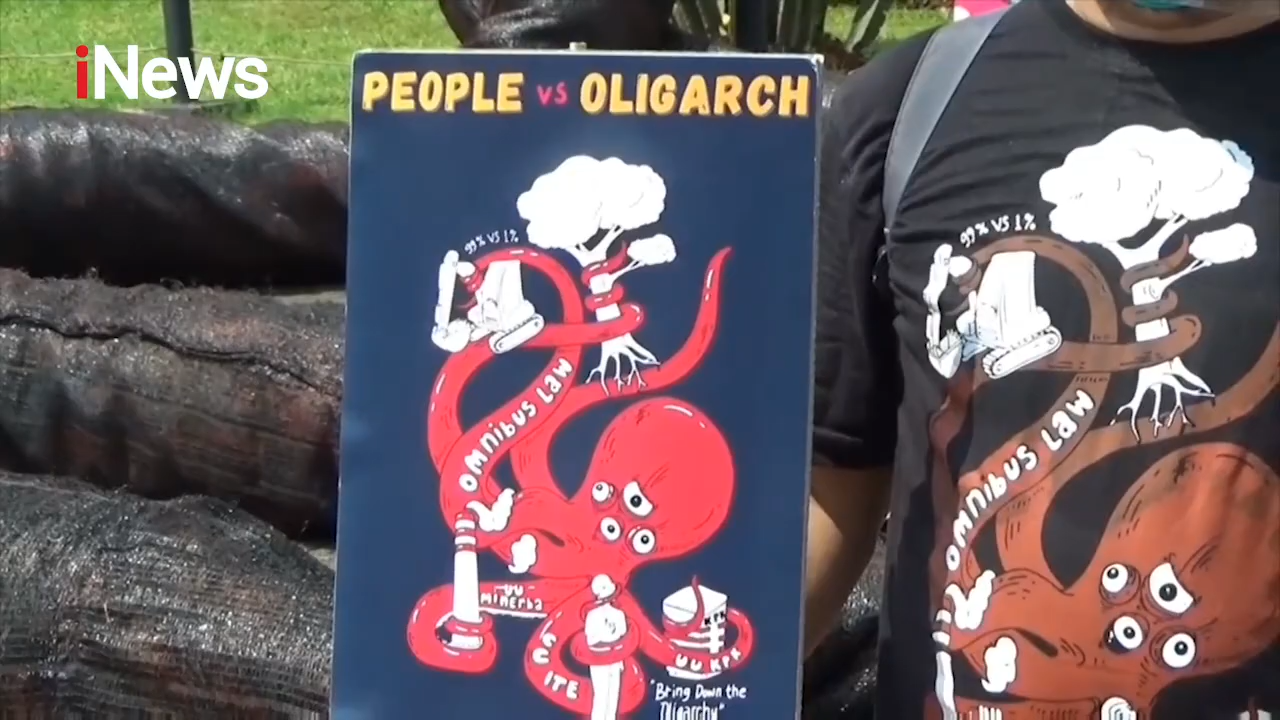 iNews
PEOPLE VS OLIGARCH
99% VS 1%
OMNIBUS LAW
UU
MINERBA
UU ITE
KPK
UU KPK
"Bring Down the
Oligarchy"
99% VS 1%
OMNIBUS LAW